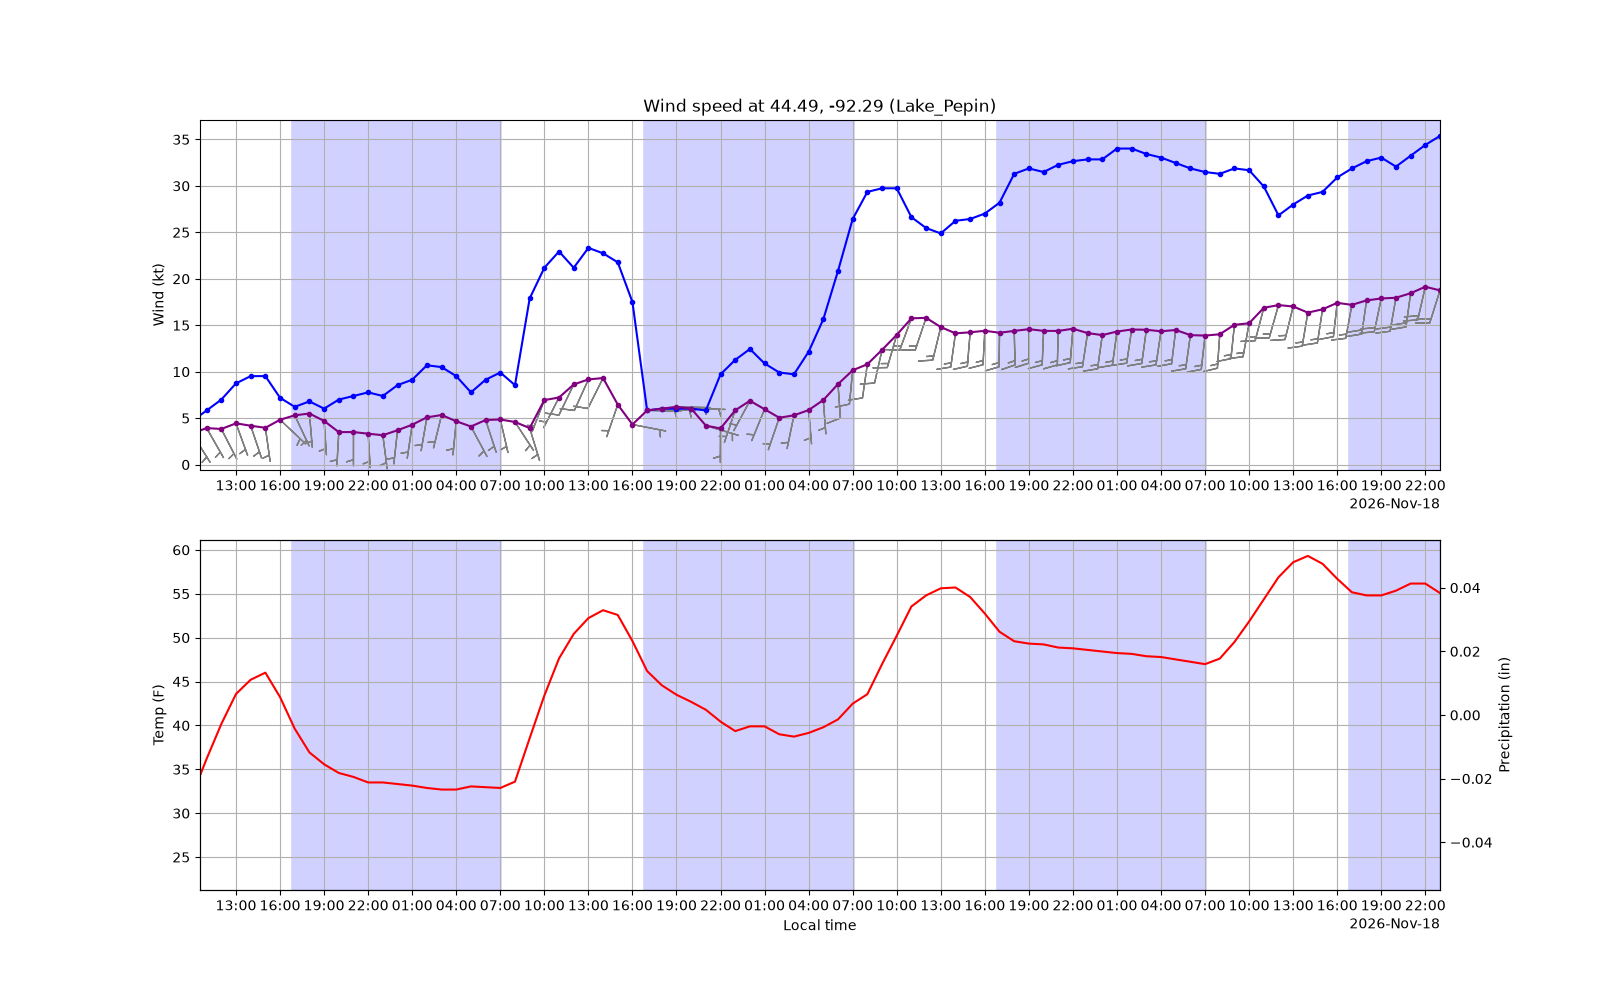 Wind speed at 44.49, -92.29 (Lake_Pepin)
Wind (kt)
35
30
25
20
15
10
5
0
13:00 16:00 19:00 22:00 01:00 04:00 07:00 10:00 13:00 16:00 19:00 22:00 01:00 04:00 07:00 10:00 13:00 16:00 19:00 22:00 01:00 04:00 07:00 10:00 13:00 16:00 19:00 22:00
2026-Nov-18
Temp (F)
60
55
50
45
40
35
30
25
0.04
0.02
0.00
−0.02
−0.04
Precipitation (in)
13:00 16:00 19:00 22:00 01:00 04:00 07:00 10:00 13:00 16:00 19:00 22:00 01:00 04:00 07:00 10:00 13:00 16:00 19:00 22:00 01:00 04:00 07:00 10:00 13:00 16:00 19:00 22:00
Local time
2026-Nov-18